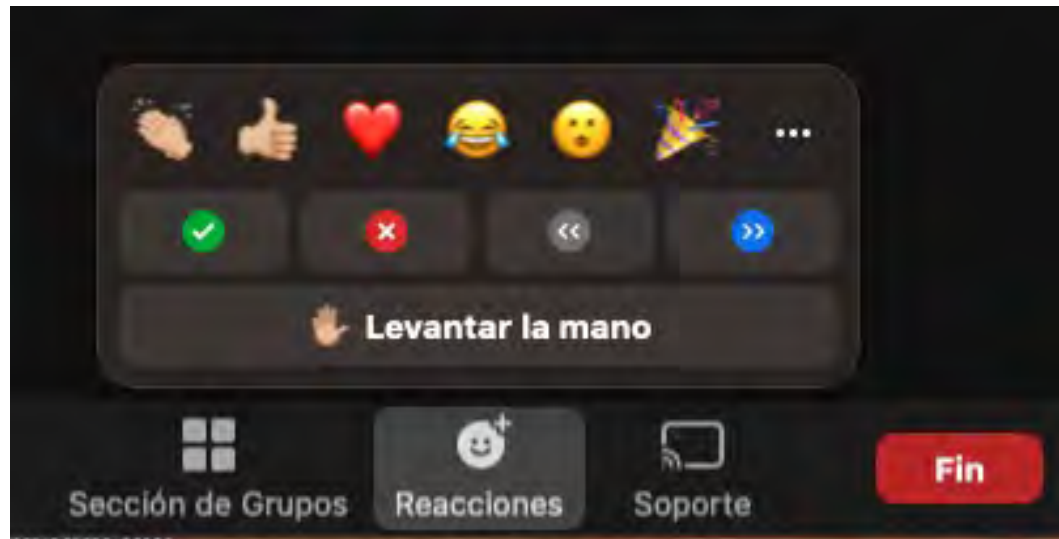 Levantar la mano
Sección de Grupos
Reacciones
Soporte
Fin